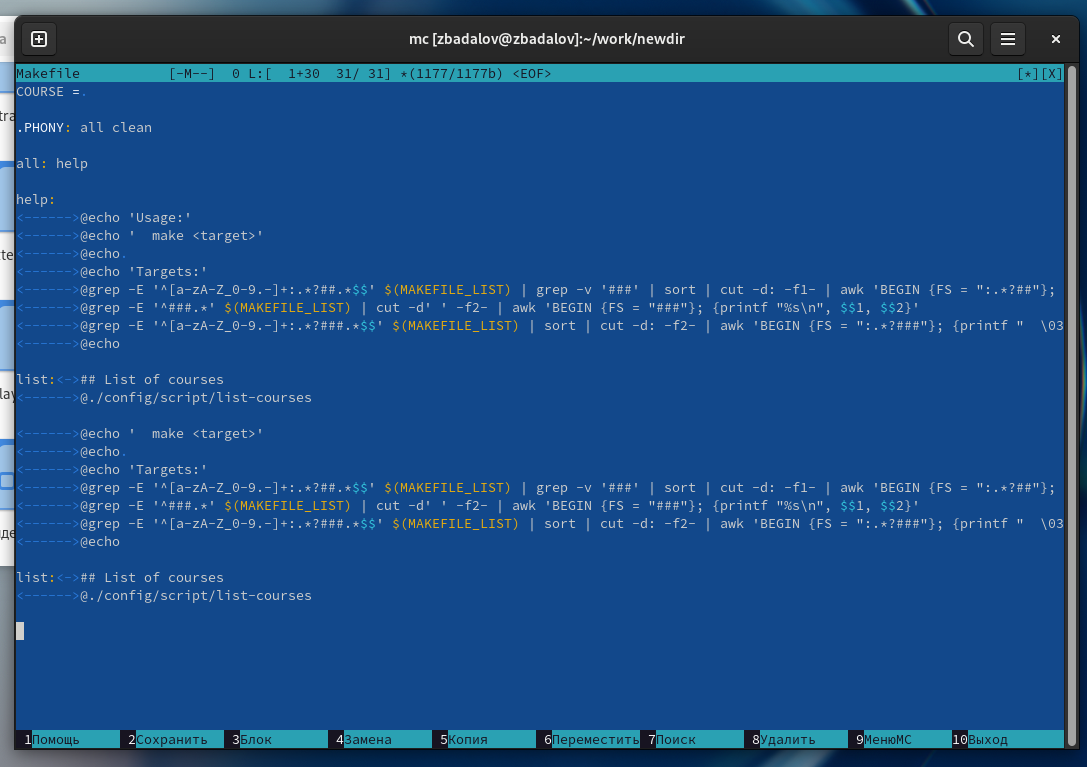 mc [zbadalov@zbadalov]:~/work/newdir
Makefile [-M--] 0 L:[ 1+30 31/ 31] *(1177/1177b) <EOF> [*][X]
COURSE =.
.PHONY: all clean
all: help
help:
<------>@echo 'Usage:'
<------>@echo '  make <target>'
<------>@echo.
<------>@echo 'Targets:'
<------>@grep -E '^[a-zA-Z_0-9.-]+:.*?##.*$$' $(MAKEFILE_LIST) | grep -v '###' | sort | cut -d: -f1- | awk 'BEGIN {FS = ":.*?##"};
<------>@grep -E '^###.*' $(MAKEFILE_LIST) | cut -d' ' -f2- | awk 'BEGIN {FS = "###"}; {printf "%s\n", $$1, $$2}'
<------>@grep -E '^[a-zA-Z_0-9.-]+:.*?###.*$$' $(MAKEFILE_LIST) | sort | cut -d: -f2- | awk 'BEGIN {FS = ":.*?###"}; {printf "  \03
<------>@echo
list:<->## List of courses
<------>@./config/script/list-courses
<------>@echo '  make <target>'
<------>@echo.
<------>@echo 'Targets:'
<------>@grep -E '^[a-zA-Z_0-9.-]+:.*?##.*$$' $(MAKEFILE_LIST) | grep -v '###' | sort | cut -d: -f1- | awk 'BEGIN {FS = ":.*?##"};
<------>@grep -E '^###.*' $(MAKEFILE_LIST) | cut -d' ' -f2- | awk 'BEGIN {FS = "###"}; {printf "%s\n", $$1, $$2}'
<------>@grep -E '^[a-zA-Z_0-9.-]+:.*?###.*$$' $(MAKEFILE_LIST) | sort | cut -d: -f2- | awk 'BEGIN {FS = ":.*?###"}; {printf "  \03
<------>@echo
list:<->## List of courses
<------>@./config/script/list-courses
1Помощь 2Сохранить 3Блок 4Замена 5Копия 6Переместить 7Поиск 8Удалить 9МенюМС 10Выход